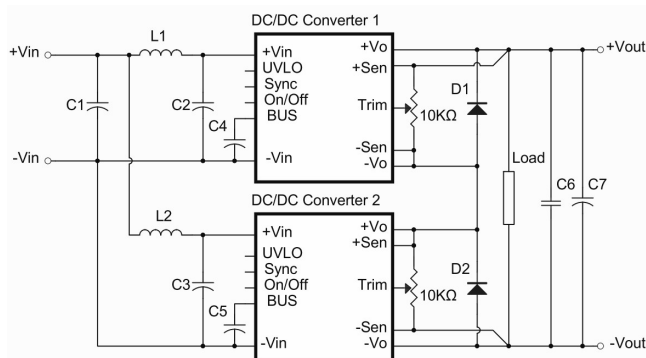 DC/DC Converter 1
L1
+Vin
+Vin
UVLO
Sync
On/Off
BUS
-Vin
+Vo
+Sen
Trim
-Sen
-Vo
10KΩ
D1
+Vout
C1
C2
C4
-Vin
Load
C6
C7
DC/DC Converter 2
L2
+Vin
UVLO
Sync
On/Off
BUS
-Vin
+Vo
+Sen
Trim
-Sen
-Vo
10KΩ
D2
C3
C5
-Vout